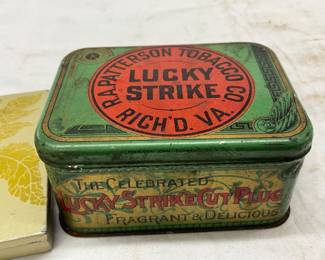 R.A. PATTERSON TOBACCO CO.
LUCKY
STRIKE
RICH'D. VA.
THE CELEBRATED
LUCKY STRIKE CUT PLUG
FRAGRANT & DELICIOUS